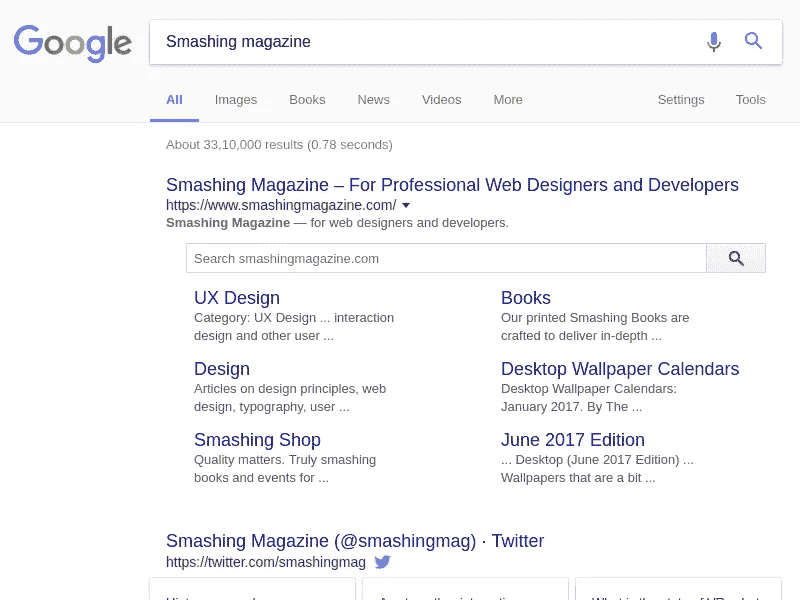 Google
Smashing magazine
All Images Books News Videos More Settings Tools
About 33,10,000 results (0.78 seconds)
Smashing Magazine – For Professional Web Designers and Developers
https://www.smashingmagazine.com/
Smashing Magazine — for web designers and developers.
Search smashingmagazine.com
UX Design
Category: UX Design ... interaction
design and other user ...
Books
Our printed Smashing Books are
crafted to deliver in-depth ...
Design
Articles on design principles, web
design, typography, user ...
Desktop Wallpaper Calendars
Desktop Wallpaper Calendars:
January 2017. By The ...
Smashing Shop
Quality matters. Truly smashing
books and events for ...
June 2017 Edition
... Desktop (June 2017 Edition) ...
Wallpapers that are a bit ...
Smashing Magazine (@smashingmag) · Twitter
https://twitter.com/smashingmag